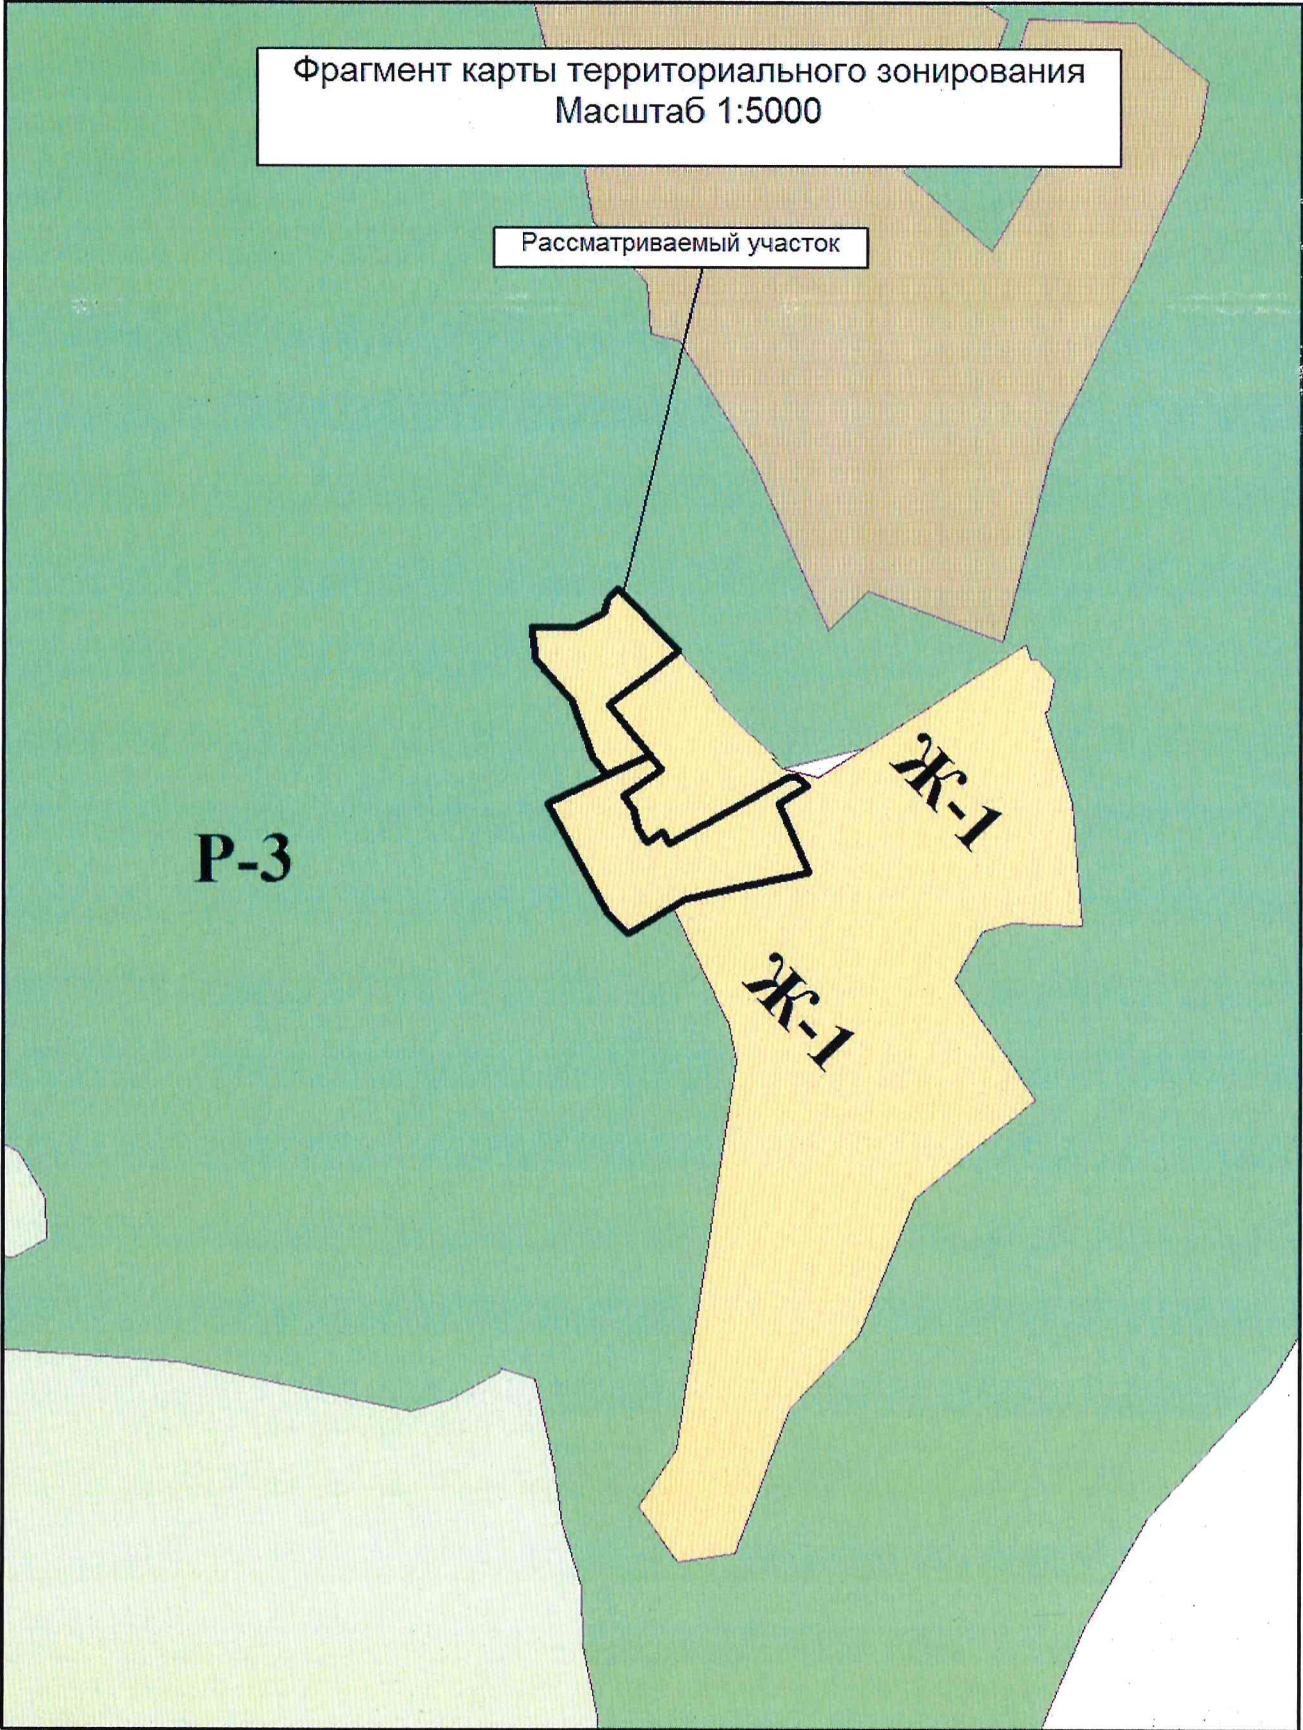 Фрагмент карты территориального зонирования
Масштаб 1:5000
Рассматриваемый участок
Ж-1
Р-3
Ж-1